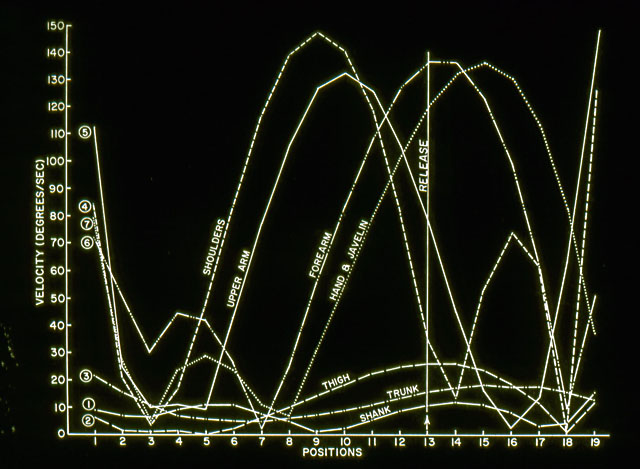 150
140
130
120
110
100
90
80
70
60
50
40
30
20
10
0
VELOCITY (DEGREES/SEC)
5
4
7
6
3
1
2
SHOULDERS
UPPER ARM
FOREARM
HAND & JAVELIN
RELEASE
THIGH
TRUNK
SHANK
A
1 2 3 4 5 6 7 8 9 10 11 12 13 14 15 16 17 18 19
POSITIONS